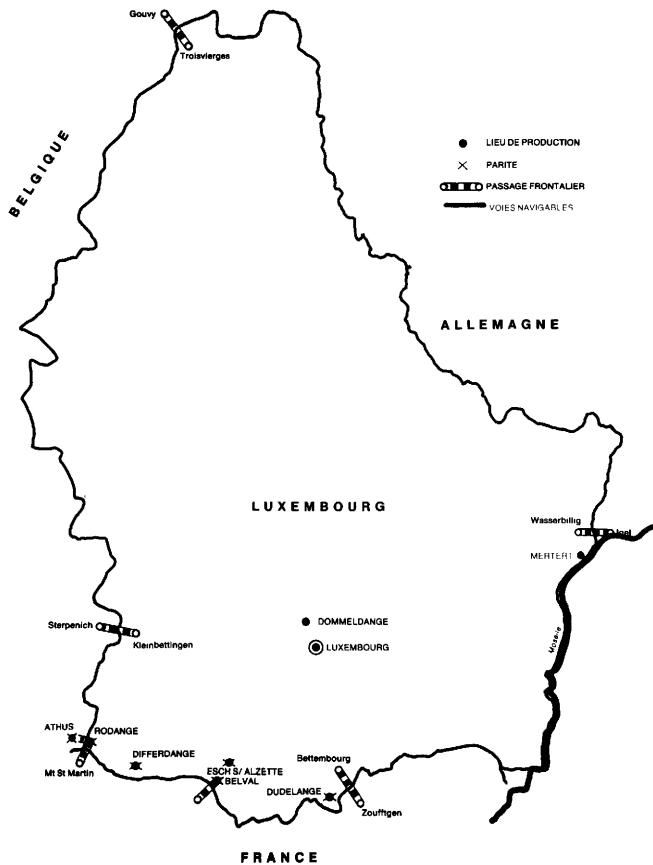 Gouvy
Troisvierges
BELGIQUE
LIEU DE PRODUCTION
PARITE
PASSAGE FRONTALIER
VOIES NAVIGABLES
ALLEMAGNE
LUXEMBOURG
Wasserbillig
Igel
MERTERT
Moselle
Sterpenich
Kleinbettingen
DOMMELDANGE
LUXEMBOURG
ATHUS
RODANGE
Mt St Martin
DIFFERDANGE
ESCH S/ ALZETTE
BELVAL
Bettembourg
DUDELANGE
Zoufftgen
FRANCE